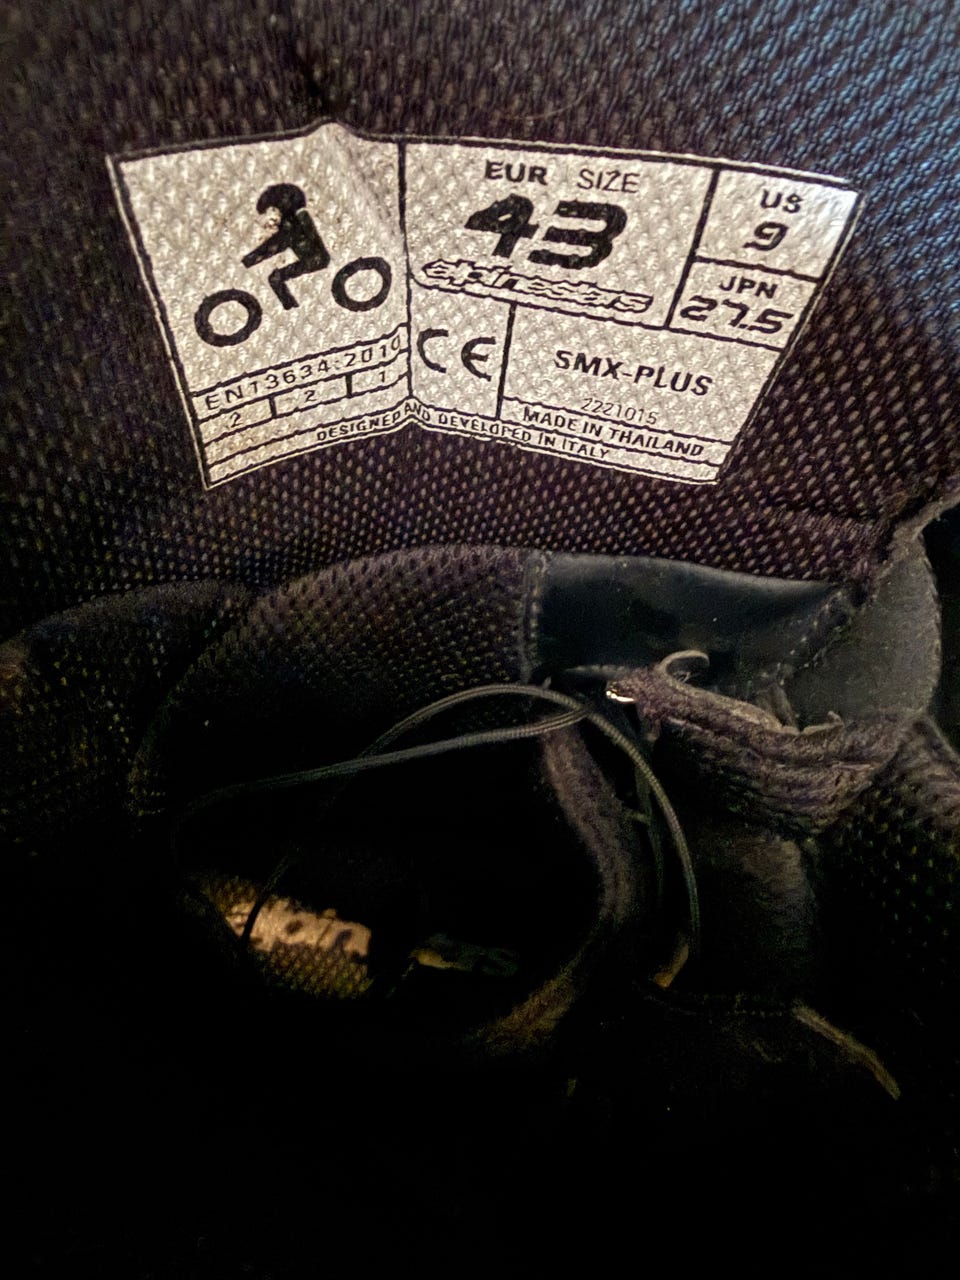 EUR SIZE
43
alpinestars
US
9
JPN
27.5
EN13634:2010
2 2 1
CE
SMX-PLUS
2221015
MADE IN THAILAND
DESIGNED AND DEVELOPED IN ITALY